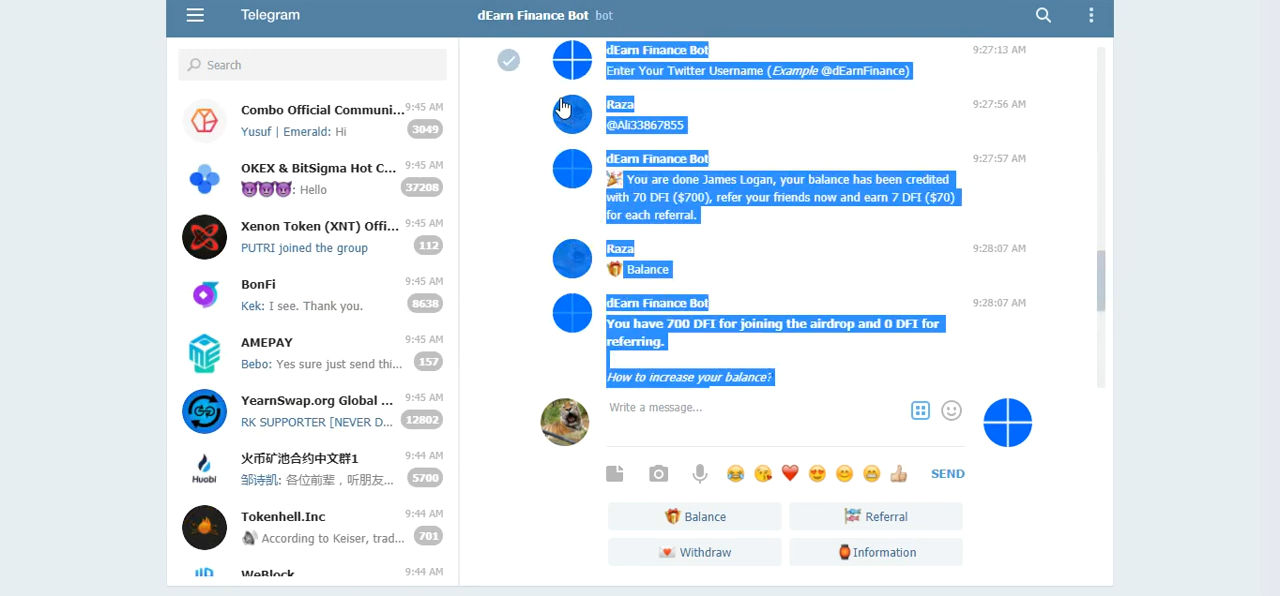 Telegram
dEarn Finance Bot bot
Search
Combo Official Communi... 9:45 AM
Yusuf | Emerald: Hi 3049
OKEX & BitSigma Hot C... 9:45 AM
: Hello 37208
Xenon Token (XNT) Offi... 9:45 AM
PUTRI joined the group 112
BonFi 9:45 AM
Kek: I see. Thank you. 8638
AMEPAY 9:45 AM
Bebo: Yes sure just send thi... 157
YearnSwap.org Global ... 9:45 AM
RK SUPPORTER [NEVER D... 12802
火币矿池合约中文群1 9:44 AM
Huobi
邹诗凯: 各位前辈，听朋友... 5700
Tokenhell.Inc 9:44 AM
According to Keiser, trad... 701
WeBlock 9:44 AM
dEarn Finance Bot 9:27:13 AM
Enter Your Twitter Username (Example @dEarnFinance)
Raza 9:27:56 AM
@Ali33867855
dEarn Finance Bot 9:27:57 AM
🎉 You are done James Logan, your balance has been credited
with 70 DFI ($700), refer your friends now and earn 7 DFI ($70)
for each referral.
Raza 9:28:07 AM
🎁 Balance
dEarn Finance Bot 9:28:07 AM
You have 700 DFI for joining the airdrop and 0 DFI for
referring.
How to increase your balance?
Write a message...
SEND
🎁 Balance
Referral
💌 Withdraw
Information